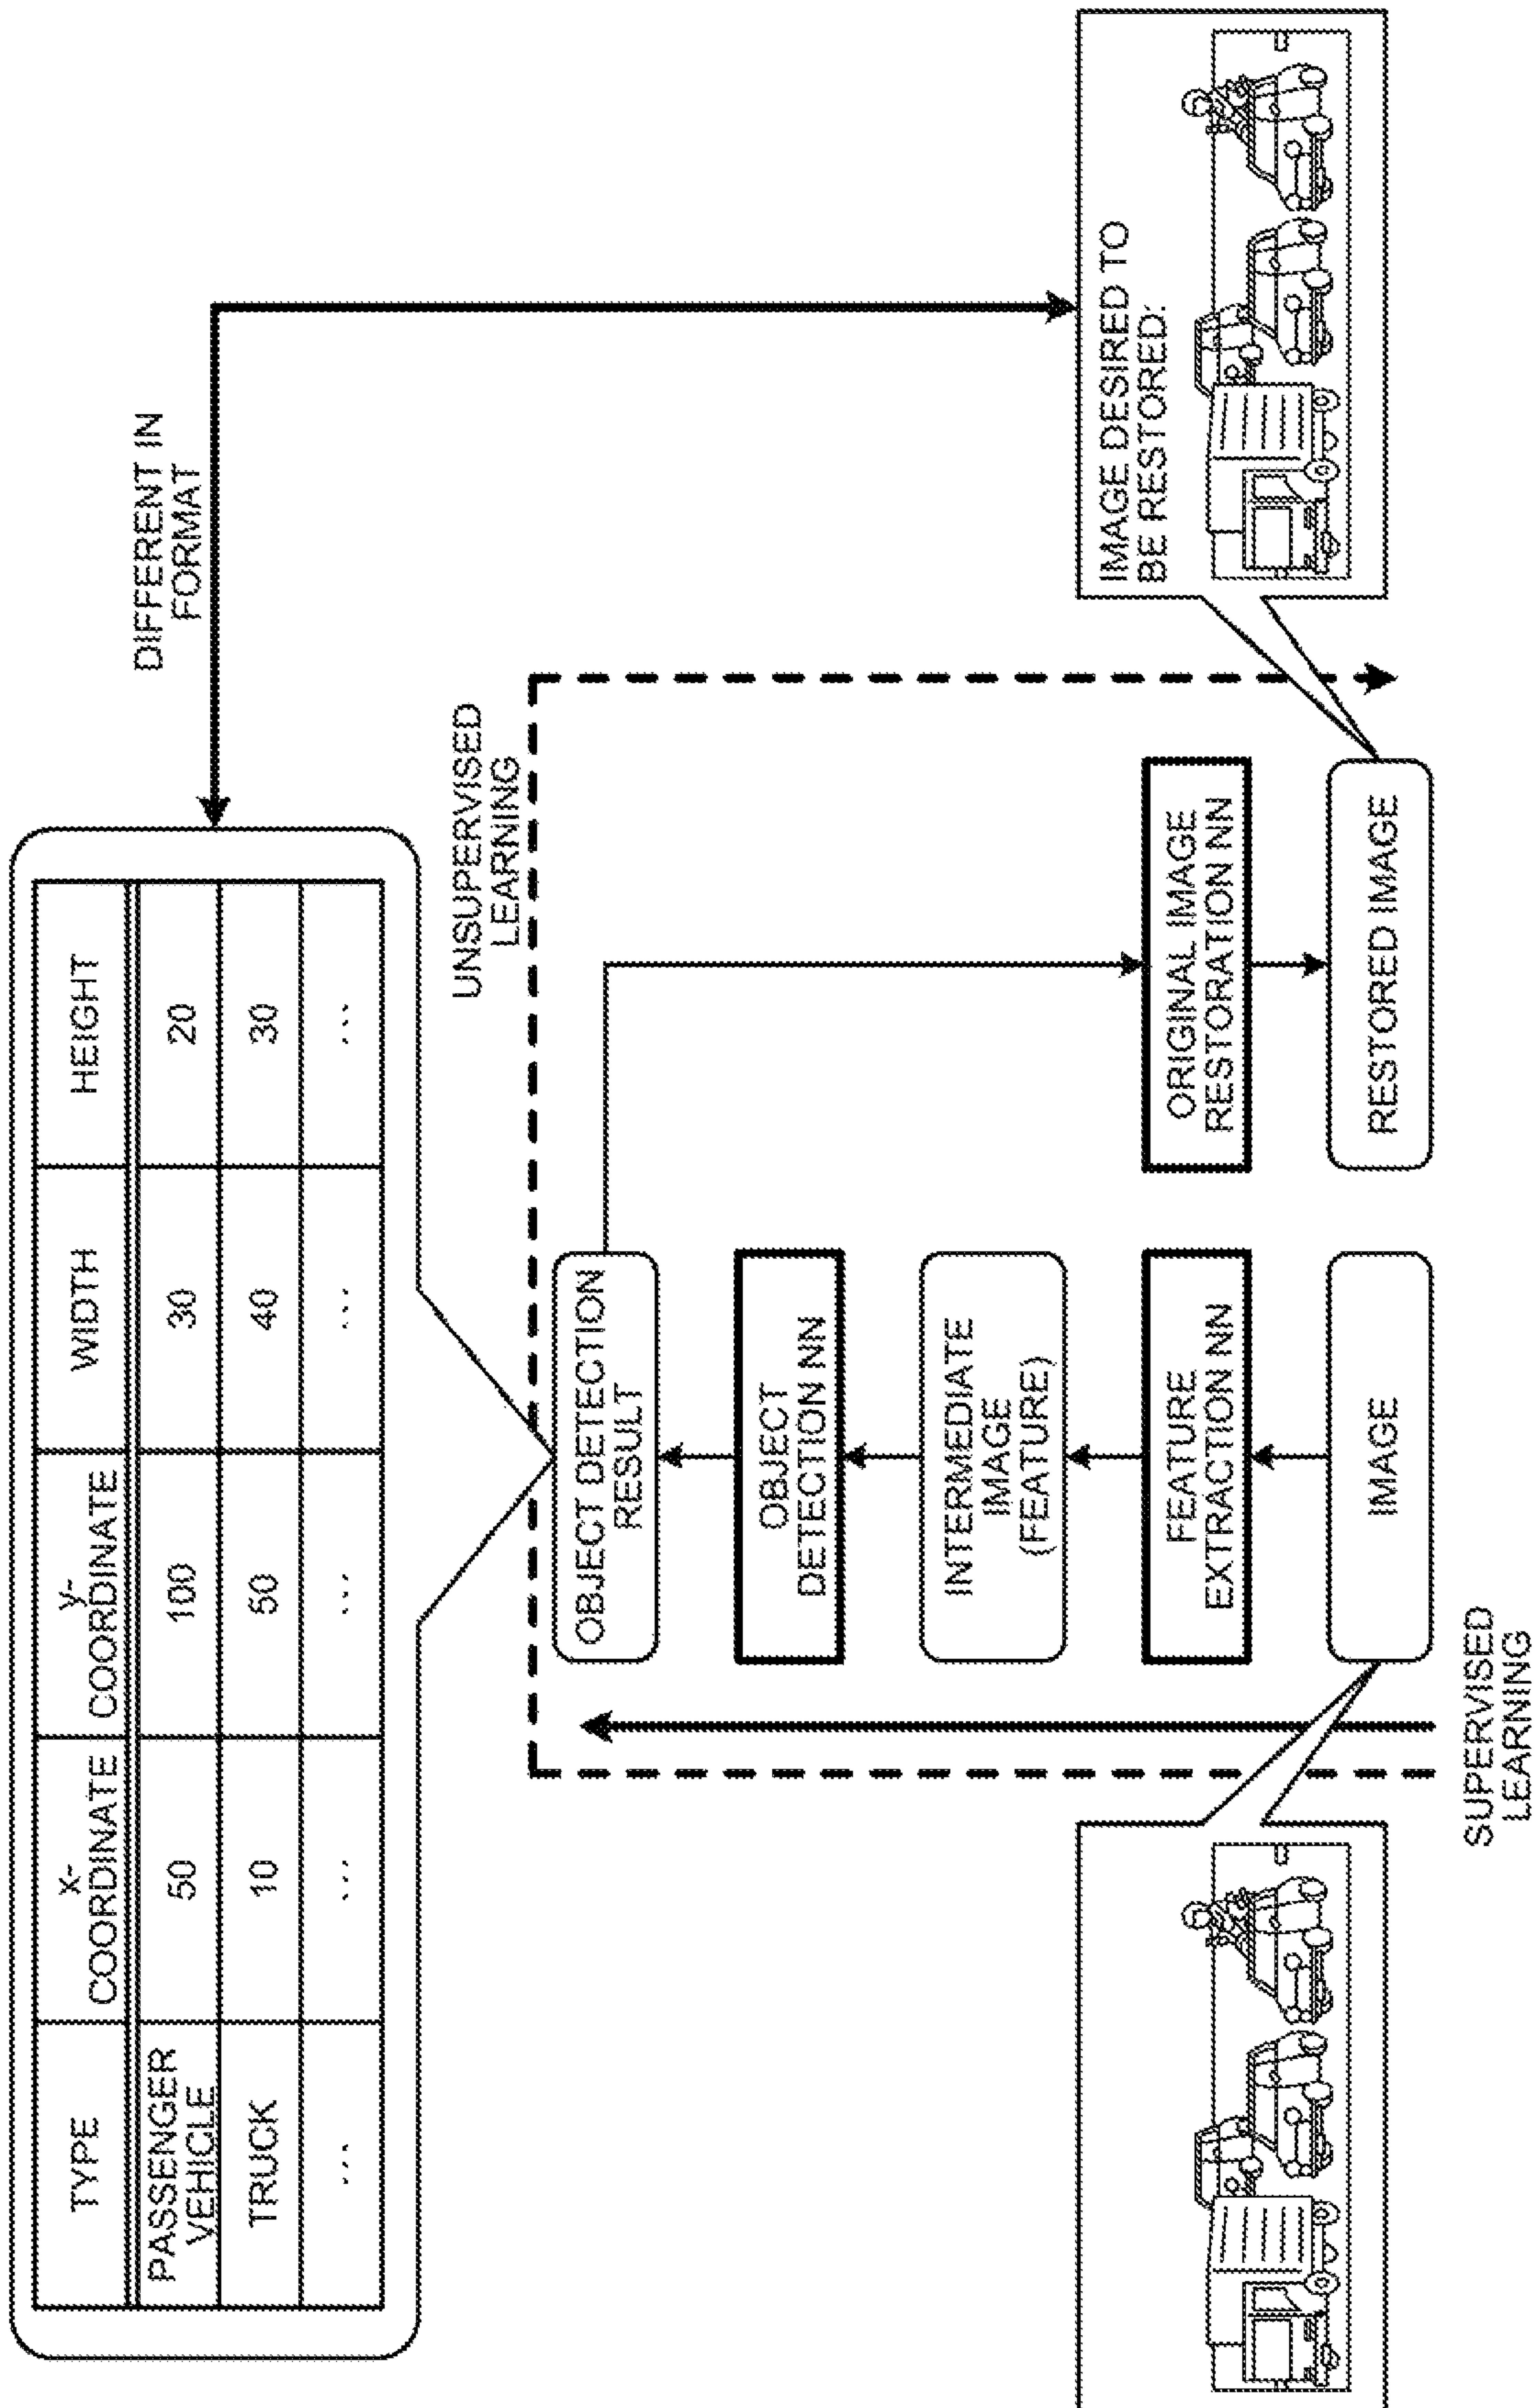 TYPE
x-
COORDINATE
y-
COORDINATE
WIDTH
HEIGHT
PASSENGER
VEHICLE
50
100
30
20
TRUCK
10
50
40
30
...
...
...
...
...
DIFFERENT IN
FORMAT
UNSUPERVISED
LEARNING
OBJECT DETECTION
RESULT
OBJECT
DETECTION NN
INTERMEDIATE
IMAGE
(FEATURE)
FEATURE
EXTRACTION NN
IMAGE
ORIGINAL IMAGE
RESTORATION NN
RESTORED IMAGE
IMAGE DESIRED TO
BE RESTORED:
SUPERVISED
LEARNING